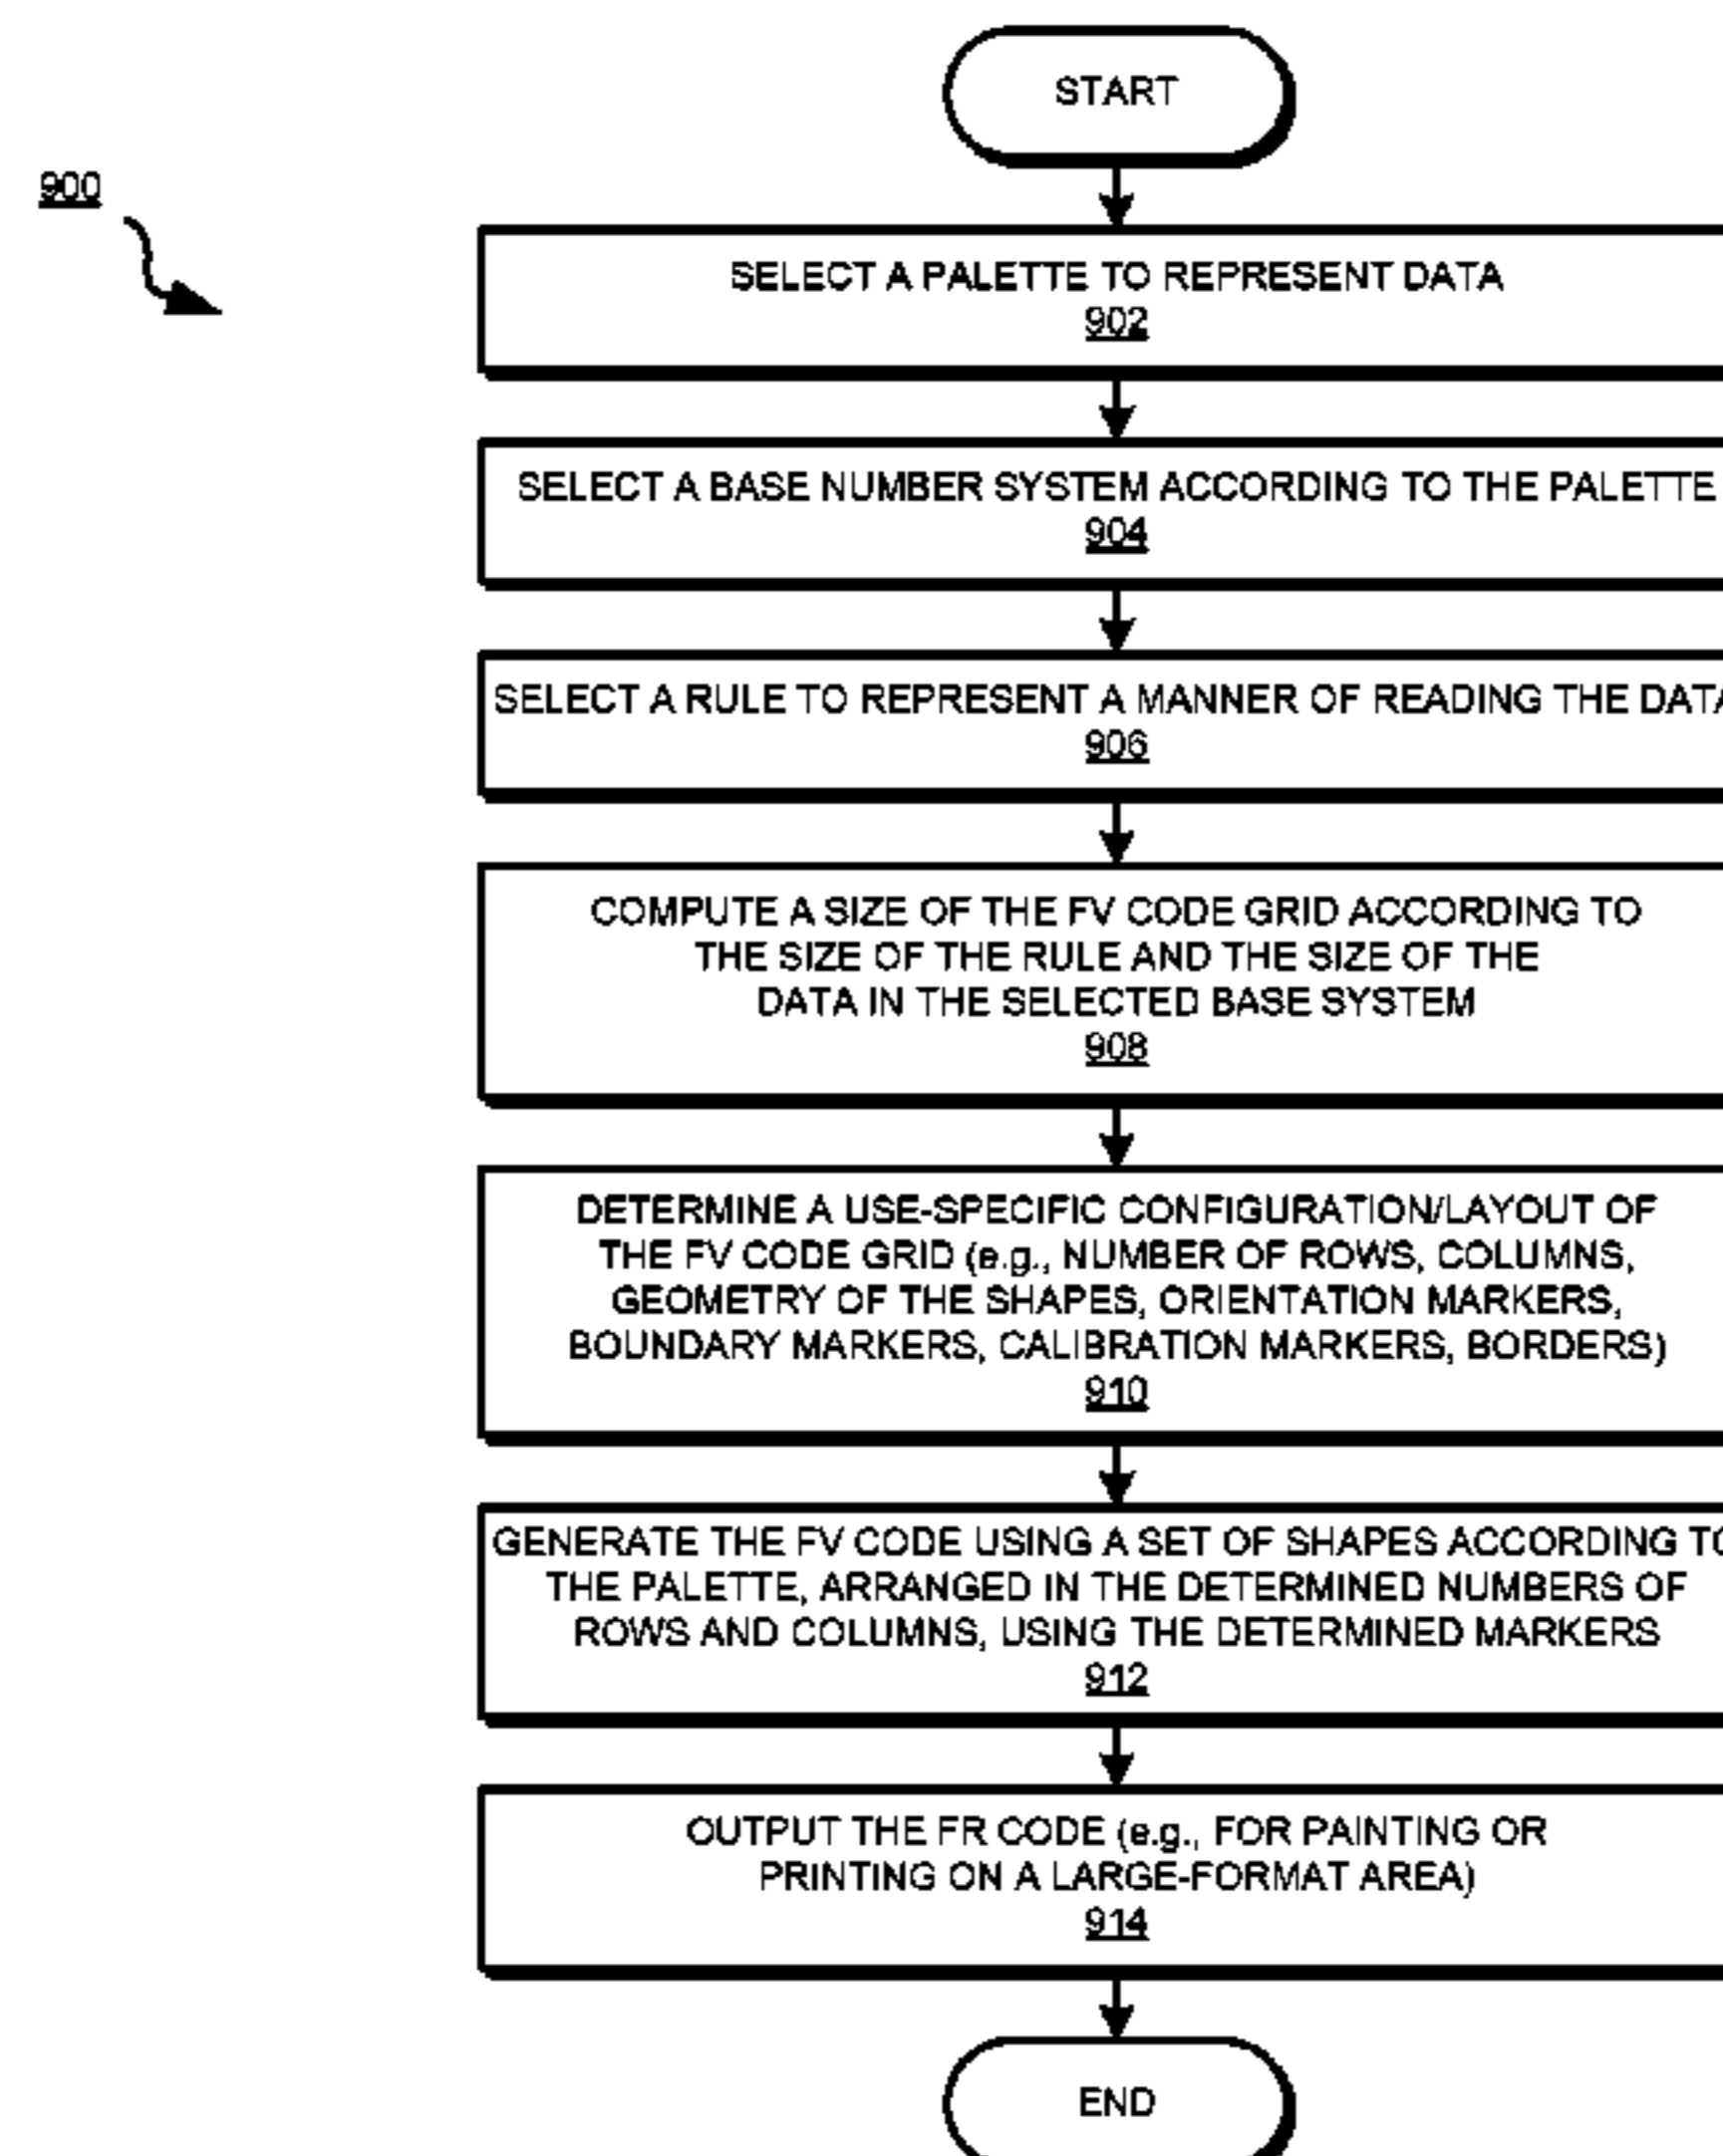 START
900
SELECT A PALETTE TO REPRESENT DATA
902
SELECT A BASE NUMBER SYSTEM ACCORDING TO THE PALETTE
904
SELECT A RULE TO REPRESENT A MANNER OF READING THE DATA
906
COMPUTE A SIZE OF THE FV CODE GRID ACCORDING TO
THE SIZE OF THE RULE AND THE SIZE OF THE
DATA IN THE SELECTED BASE SYSTEM
908
DETERMINE A USE-SPECIFIC CONFIGURATION/LAYOUT OF
THE FV CODE GRID (e.g., NUMBER OF ROWS, COLUMNS,
GEOMETRY OF THE SHAPES, ORIENTATION MARKERS,
BOUNDARY MARKERS, CALIBRATION MARKERS, BORDERS)
910
GENERATE THE FV CODE USING A SET OF SHAPES ACCORDING TO
THE PALETTE, ARRANGED IN THE DETERMINED NUMBERS OF
ROWS AND COLUMNS, USING THE DETERMINED MARKERS
912
OUTPUT THE FR CODE (e.g., FOR PAINTING OR
PRINTING ON A LARGE-FORMAT AREA)
914
END